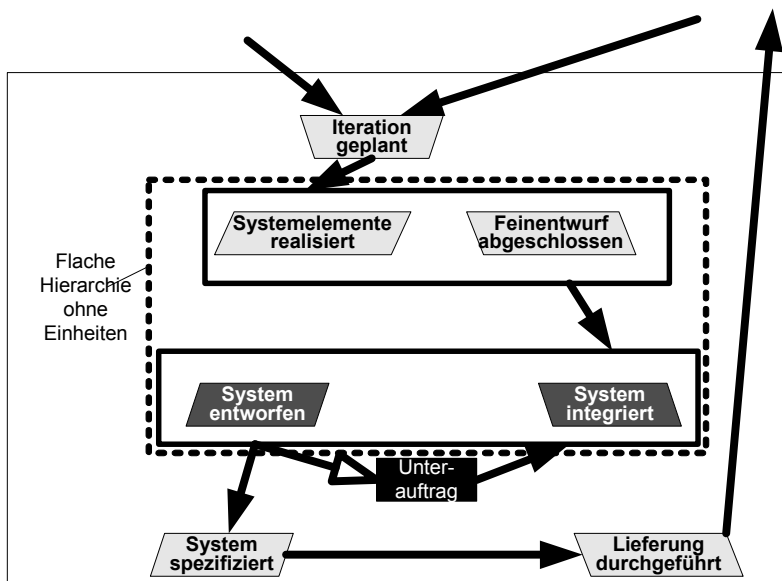 Iteration
geplant
Systemelemente
realisiert
Feinentwurf
abgeschlossen
Flache
Hierarchie
ohne
Einheiten
System
entworfen
System
integriert
Unter-
auftrag
System
spezifiziert
Lieferung
durchgeführt